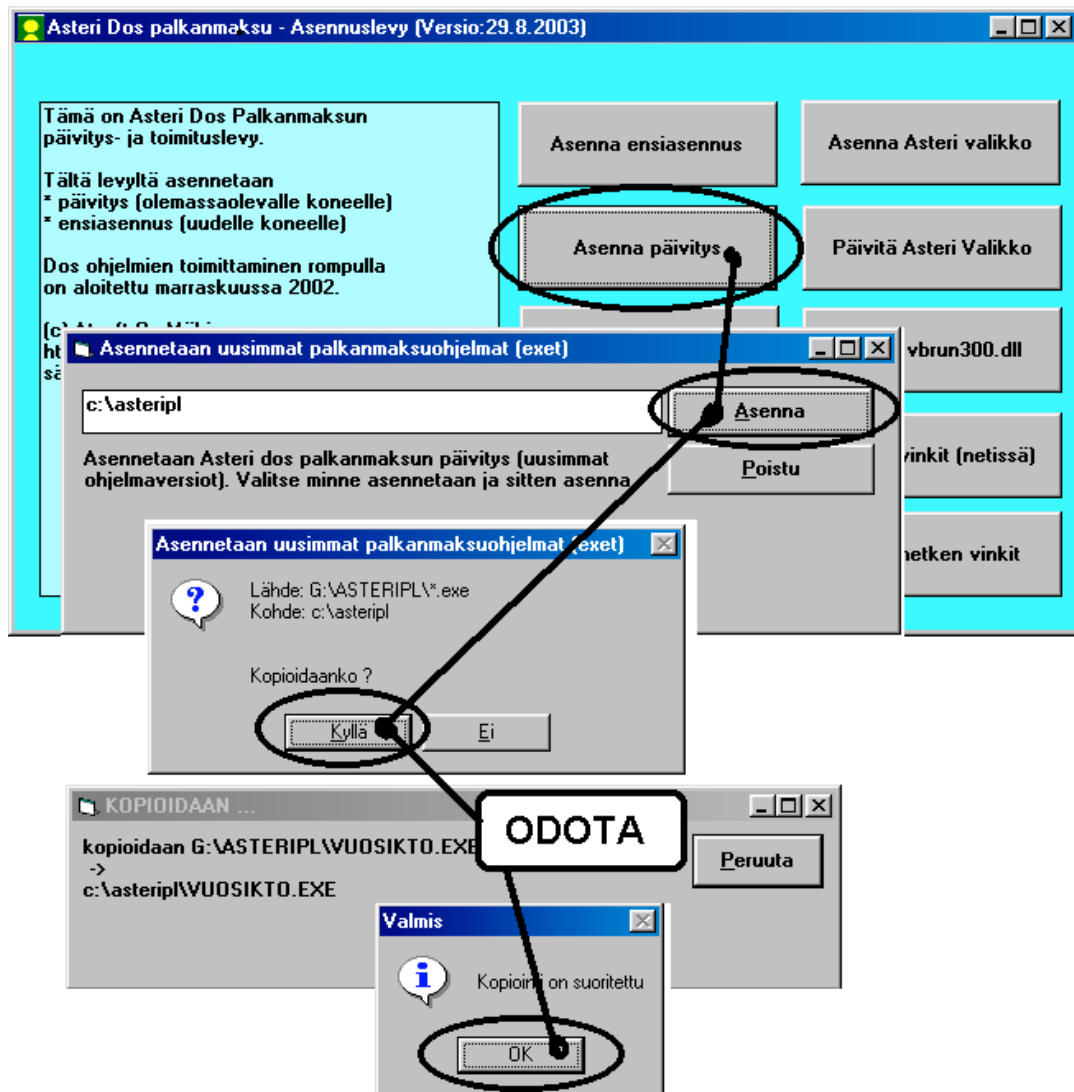 Asteri Dos palkanmaksu - Asennuslevy (Versio:29.8.2003)
Tämä on Asteri Dos Palkanmaksun
päivitys- ja toimituslevy.
Tältä levyltä asennetaan
* päivitys (olemassaolevalle koneelle)
* ensiasennus (uudelle koneelle)
Dos ohjelmien toimittaminen rompulla
on aloitettu marraskuussa 2002.
(c)
ht
sä
Asenna ensiasennus
Asenna Asteri valikko
Asenna päivitys
Päivitä Asteri Valikko
vbrun300.dll
vinkit (netissä)
hetken vinkit
Asennetaan uusimmat palkanmaksuohjelmat (exet)
c:\asteripl
Asenna
Asennetaan Asteri dos palkanmaksun päivitys (uusimmat
ohjelmaversiot). Valitse minne asennetaan ja sitten asenna
Poistu
Asennetaan uusimmat palkanmaksuohjelmat (exet)
Lähde: G:\ASTERIPL\*.exe
Kohde: c:\asteripl
Kopioidaanko ?
Kyllä
Ei
KOPIOIDAAN ...
kopioidaan G:\ASTERIPL\VUOSIKTO.EXE
->
c:\asteripl\VUOSIKTO.EXE
ODOTA
Peruuta
Valmis
Kopiointi on suoritettu
OK